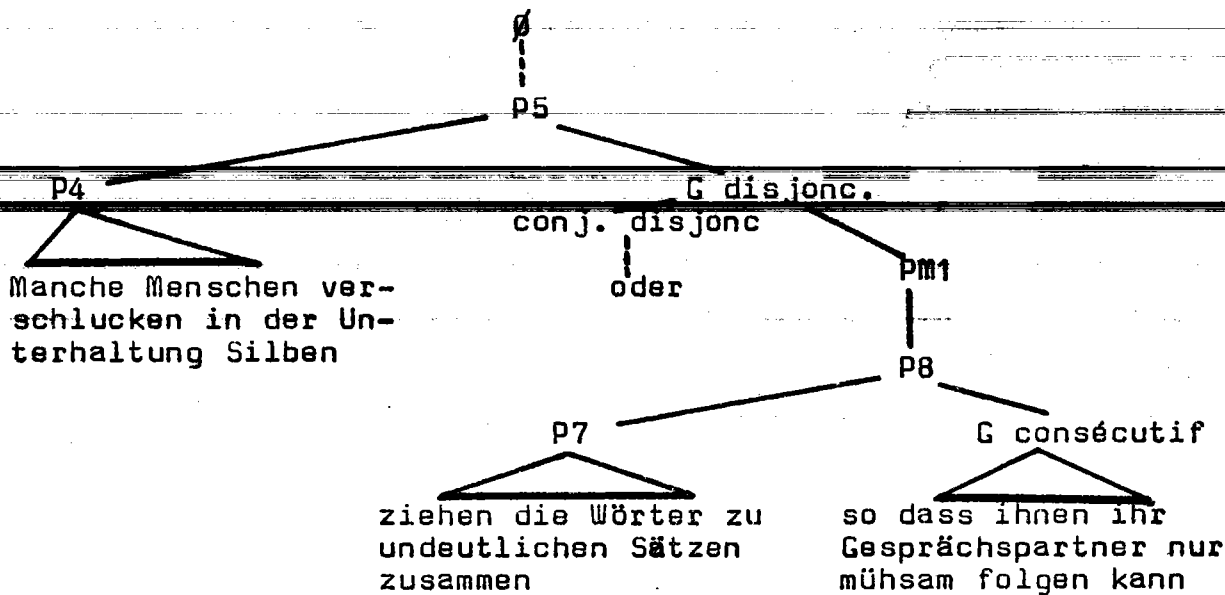 Ø
P5
P4
G disjonc.
conj. disjonc
PM1
Manche Menschen ver-
schlucken in der Un-
terhaltung Silben
oder
P8
P7
G consécutif
ziehen die Wörter zu
undeutlichen Sätzen
zusammen
so dass ihnen ihr
Gesprächspartner nur
mühsam folgen kann